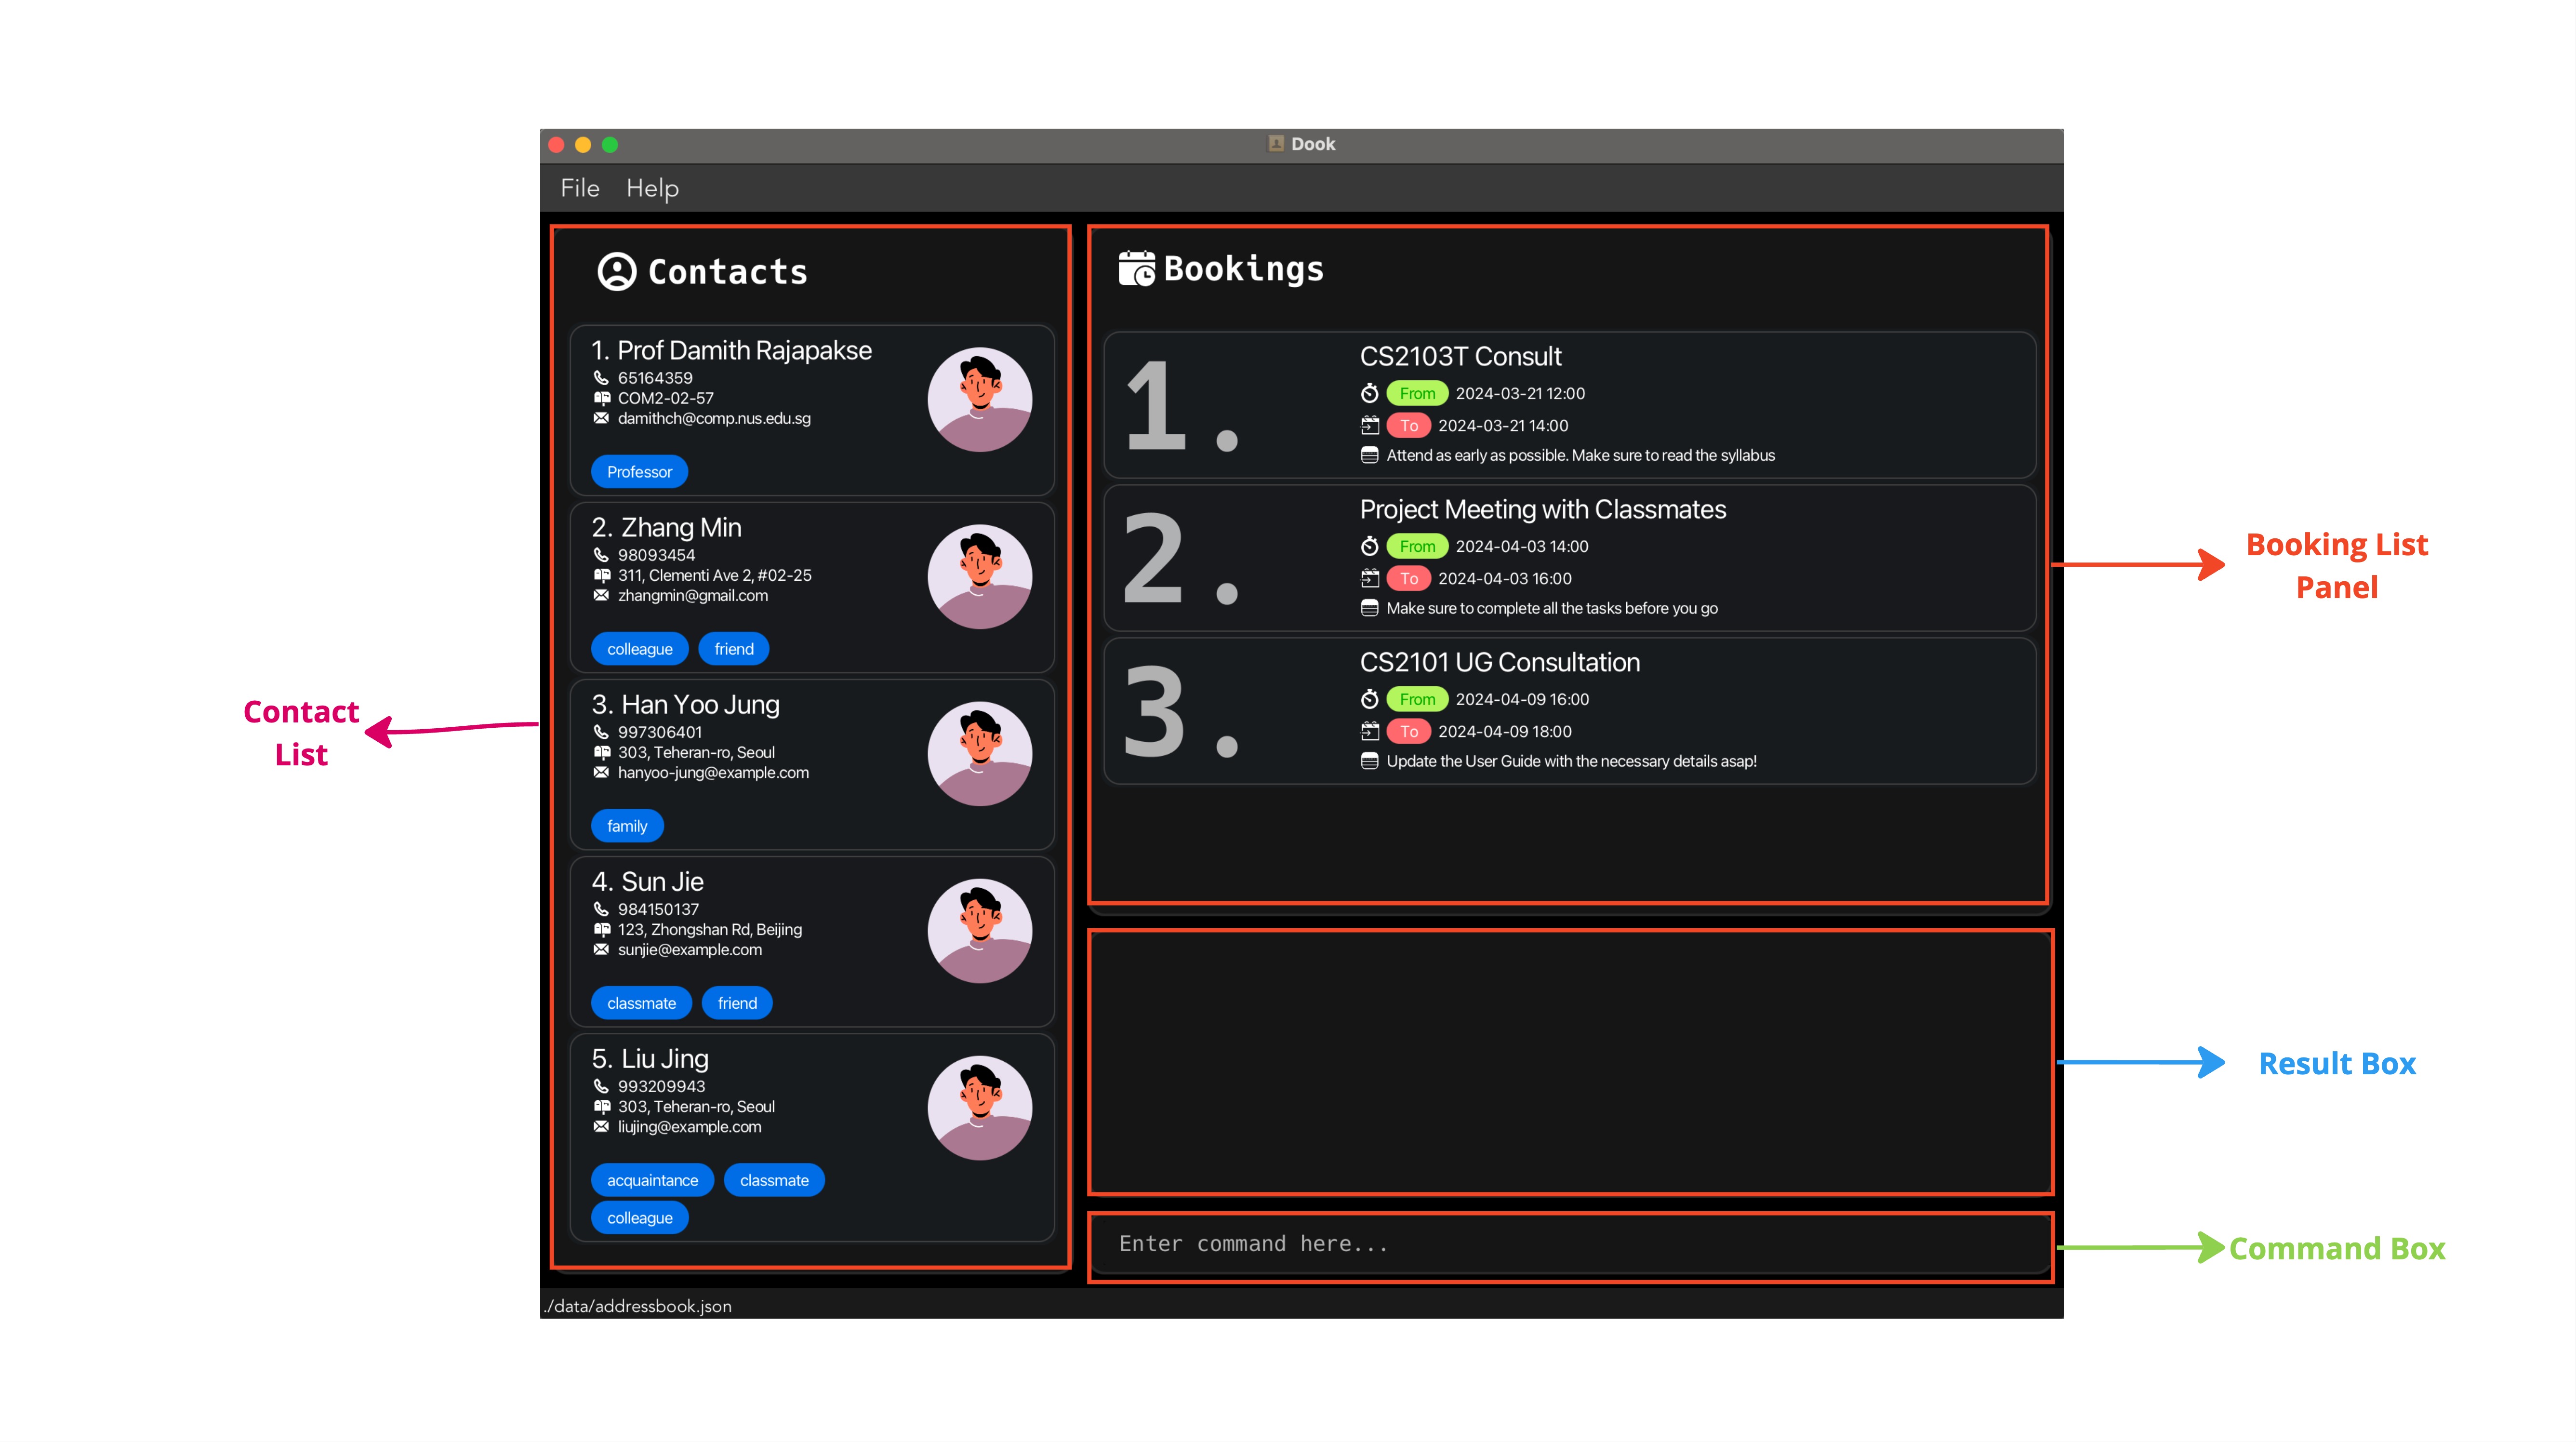 Dook
File Help
Contacts
1. Prof Damith Rajapakse
65164359
COM2-02-57
damithch@comp.nus.edu.sg
Professor
2. Zhang Min
98093454
311, Clementi Ave 2, #02-25
zhangmin@gmail.com
colleague friend
3. Han Yoo Jung
997306401
303, Teheran-ro, Seoul
hanyoo-jung@example.com
family
4. Sun Jie
984150137
123, Zhongshan Rd, Beijing
sunjie@example.com
classmate friend
5. Liu Jing
993209943
303, Teheran-ro, Seoul
liujing@example.com
acquaintance classmate
colleague
Bookings
1. CS2103T Consult
From 2024-03-21 12:00
To 2024-03-21 14:00
Attend as early as possible. Make sure to read the syllabus
2. Project Meeting with Classmates
From 2024-04-03 14:00
To 2024-04-03 16:00
Make sure to complete all the tasks before you go
3. CS2101 UG Consultation
From 2024-04-09 16:00
To 2024-04-09 18:00
Update the User Guide with the necessary details asap!
Enter command here...
./data/addressbook.json
Contact
List
Booking List
Panel
Result Box
Command Box